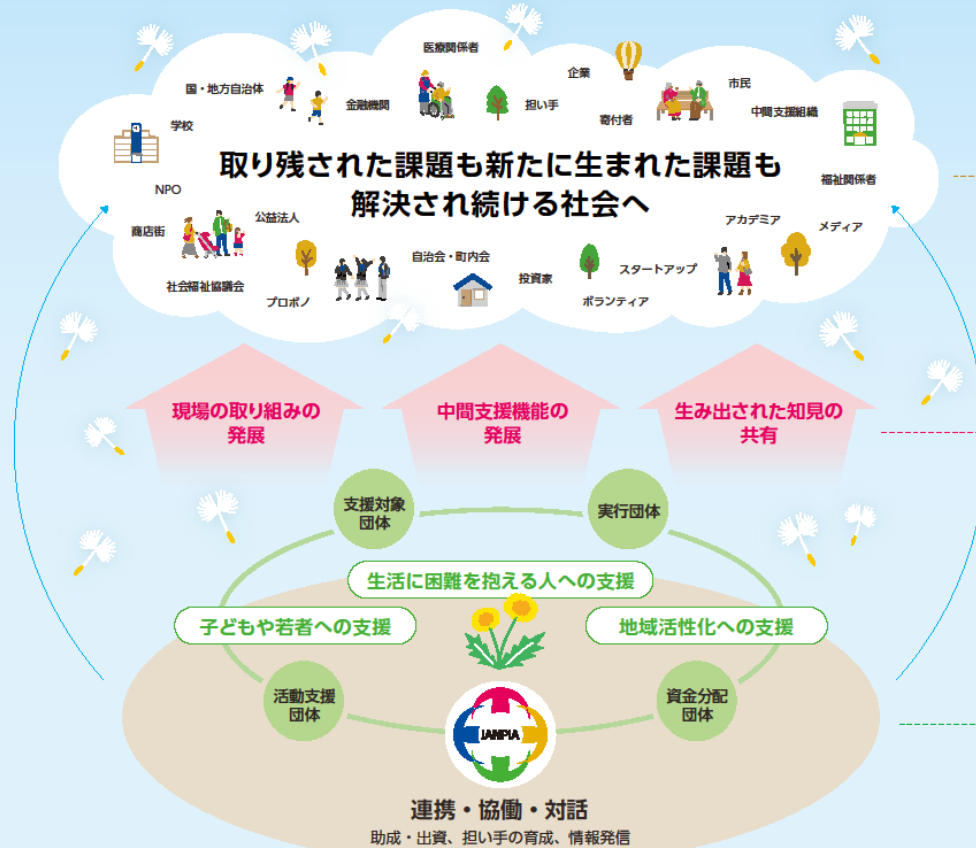 医療関係者
企業
市民
国・地方自治体
金融機関
担い手
寄付者
中間支援組織
学校
取り残された課題も新たに生まれた課題も
解決され続ける社会へ
福祉関係者
NPO
公益法人
アカデミア
メディア
商店街
自治会・町内会
投資家
スタートアップ
社会福祉協議会
プロボノ
ボランティア
現場の取り組みの
発展
中間支援機能の
発展
生み出された知見の
共有
支援対象
団体
実行団体
生活に困難を抱える人への支援
子どもや若者への支援
地域活性化への支援
活動支援
団体
資金分配
団体
JANPIA
連携・協働・対話
助成・出資、担い手の育成、情報発信